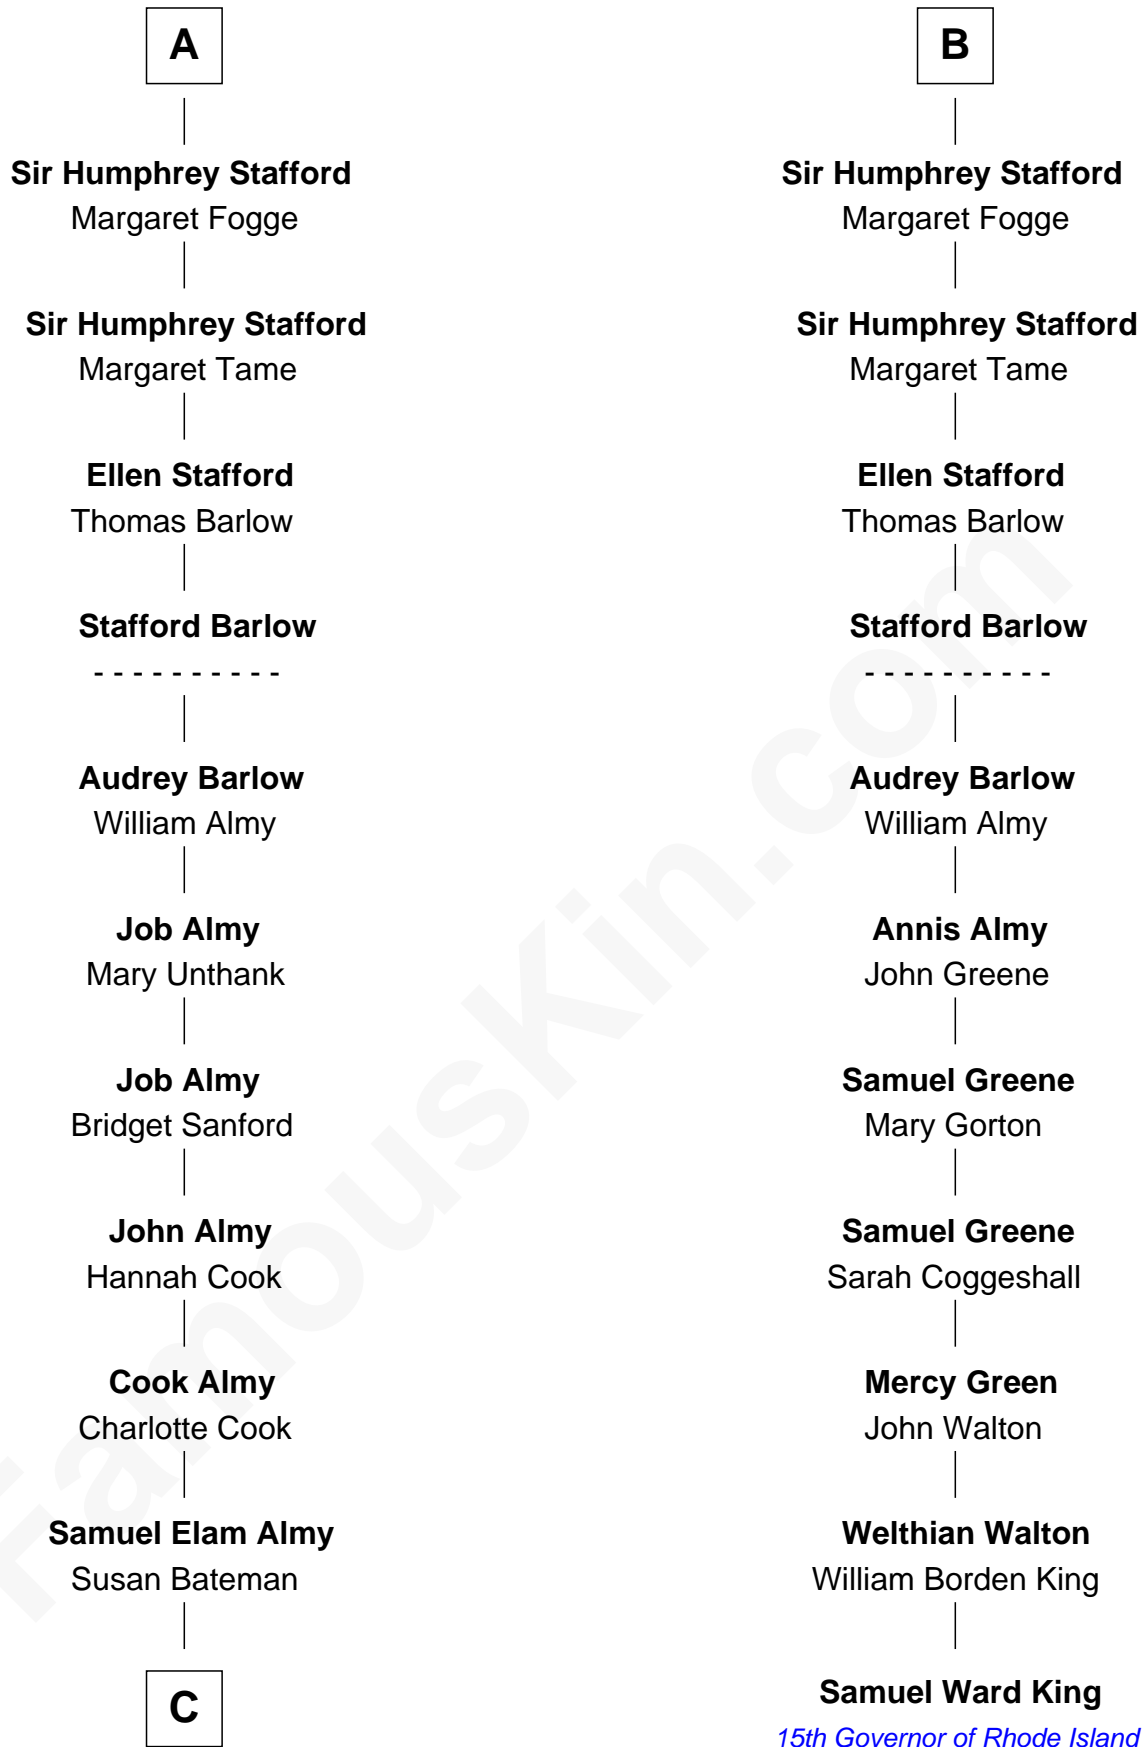 A
Sir Humphrey Stafford
Margaret Fogge
Sir Humphrey Stafford
Margaret Tame
Ellen Stafford
Thomas Barlow
Stafford Barlow
- - - - - - - - - -
Audrey Barlow
William Almy
Job Almy
Mary Unthank
Job Almy
Bridget Sanford
John Almy
Hannah Cook
Cook Almy
Charlotte Cook
Samuel Elam Almy
Susan Bateman
C
B
Sir Humphrey Stafford
Margaret Fogge
Sir Humphrey Stafford
Margaret Tame
Ellen Stafford
Thomas Barlow
Stafford Barlow
- - - - - - - - - -
Audrey Barlow
William Almy
Annis Almy
John Greene
Samuel Greene
Mary Gorton
Samuel Greene
Sarah Coggeshall
Mercy Green
John Walton
Welthian Walton
William Borden King
Samuel Ward King
15th Governor of Rhode Island
FamousKin.com